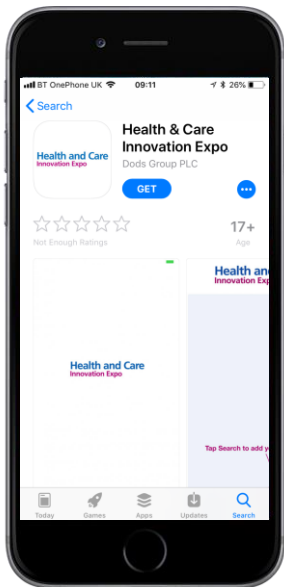 BT OnePhone UK 09:11 26%
Search
Health & Care
Innovation Expo
Dods Group PLC
Health and Care
Innovation Expo
GET
17+
Not Enough Ratings
Age
Health an
Innovation Exp
Health and Care
Innovation Expo
Tap Search to add y
Today Games Apps Updates Search